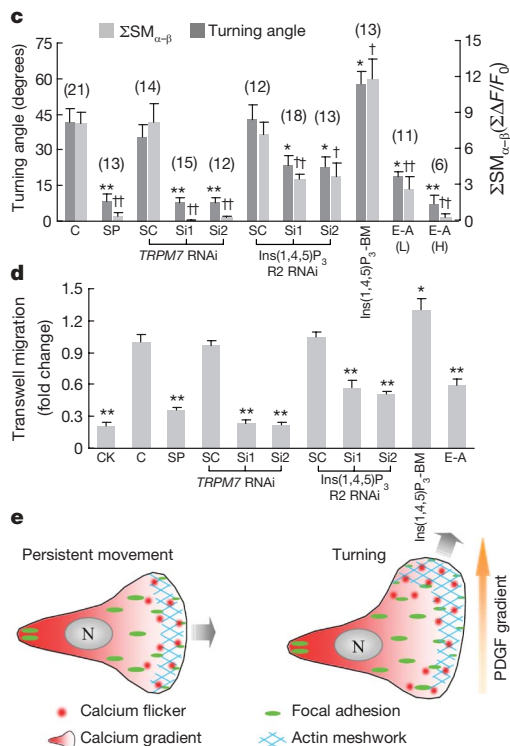 c
ΣSMα–β
Turning angle
Turning angle (degrees)
75
60
45
30
15
0
ΣSMα–β(ΣΔF/F0)
15
12
9
6
3
0
(21)
(13)
(14)
(15)
(12)
(12)
(18)
(13)
(13)
(11)
(6)
** ††
** ††
** ††
* ††
* †
* †
* ††
** ††
C
SP
SC
Si1
Si2
SC
Si1
Si2
Ins(1,4,5)P3-BM
E-A
(L)
E-A
(H)
TRPM7 RNAi
Ins(1,4,5)P3
R2 RNAi
d
Transwell migration
(fold change)
1.5
1.2
0.9
0.6
0.3
0
**
**
**
**
**
**
*
**
CK
C
SP
SC
Si1
Si2
SC
Si1
Si2
Ins(1,4,5)P3-BM
E-A
TRPM7 RNAi
Ins(1,4,5)P3
R2 RNAi
e
Persistent movement
Turning
N
N
PDGF gradient
Calcium flicker
Focal adhesion
Calcium gradient
Actin meshwork